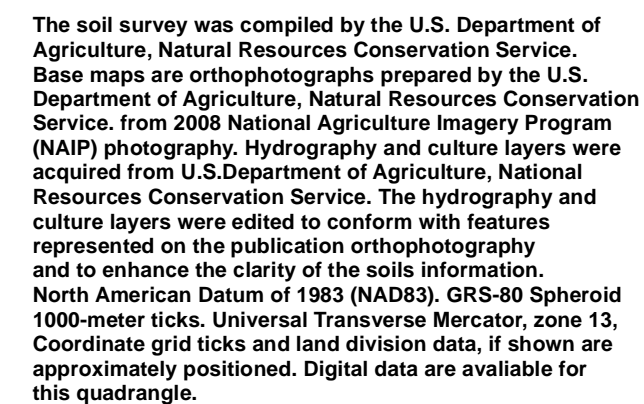 The soil survey was compiled by the U.S. Department of
Agriculture, Natural Resources Conservation Service.
Base maps are orthophotographs prepared by the U.S.
Department of Agriculture, Natural Resources Conservation
Service. from 2008 National Agriculture Imagery Program
(NAIP) photography. Hydrography and culture layers were
acquired from U.S.Department of Agriculture, National
Resources Conservation Service. The hydrography and
culture layers were edited to conform with features
represented on the publication orthophotography
and to enhance the clarity of the soils information.
North American Datum of 1983 (NAD83). GRS-80 Spheroid
1000-meter ticks. Universal Transverse Mercator, zone 13,
Coordinate grid ticks and land division data, if shown are
approximately positioned. Digital data are avaliable for
this quadrangle.